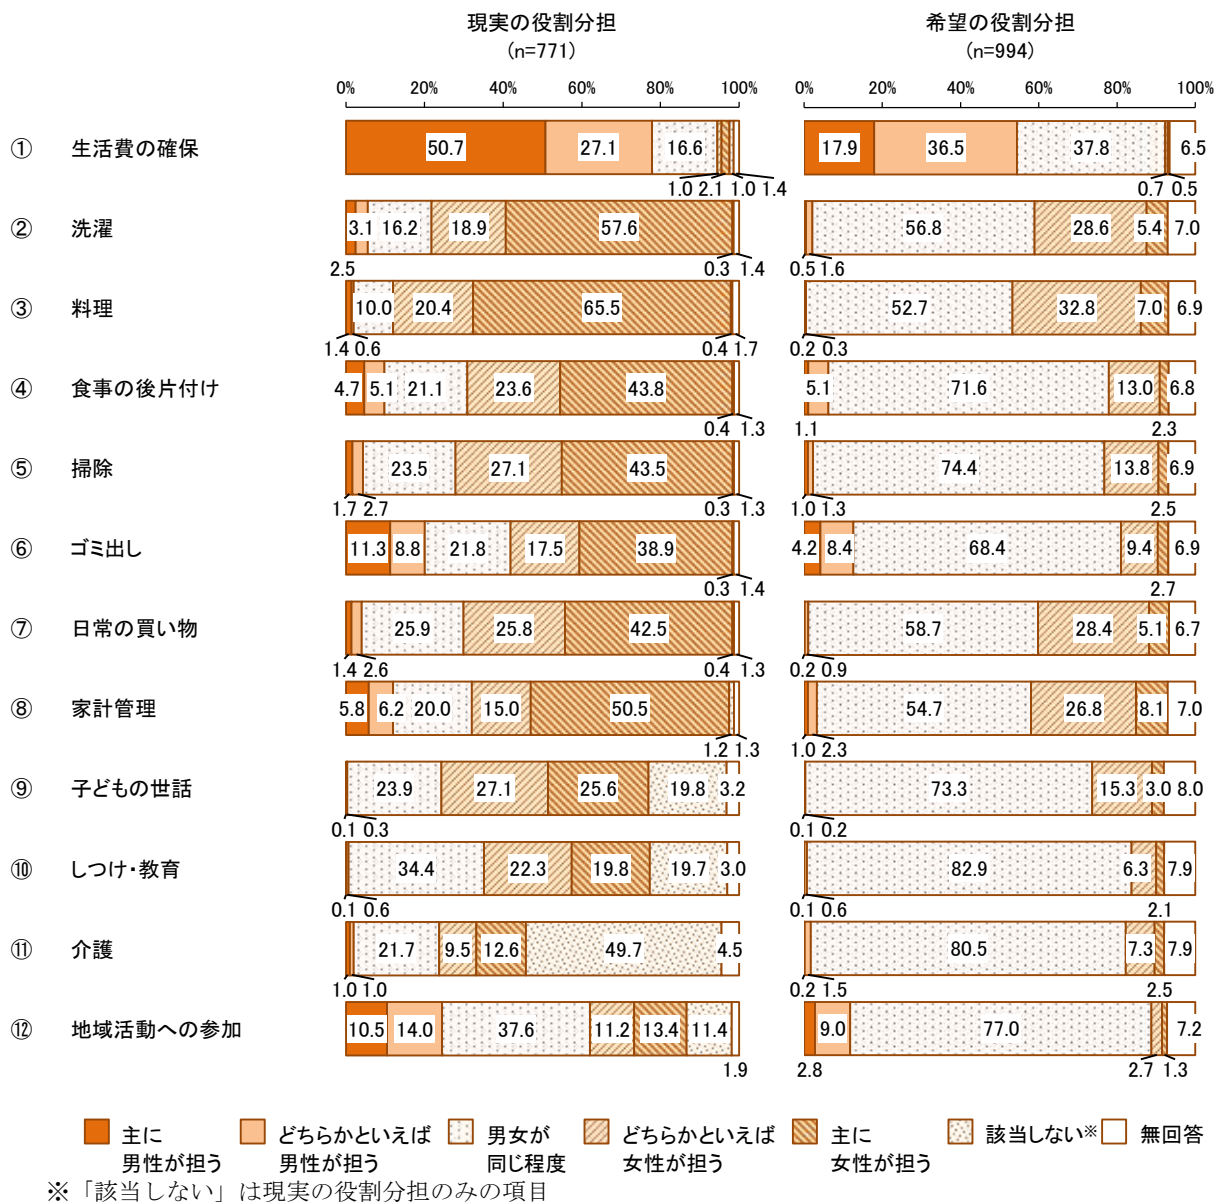 現実の役割分担
(n=771)
希望の役割分担
(n=994)
0% 20% 40% 60% 80% 100%
0% 20% 40% 60% 80% 100%
① 生活費の確保 50.7 27.1 16.6 17.9 36.5 37.8 6.5
1.0 2.1 1.0 1.4 0.7 0.5
② 洗濯 3.1 16.2 18.9 57.6 56.8 28.6 5.4 7.0
2.5 0.3 1.4 0.5 1.6
③ 料理 10.0 20.4 65.5 52.7 32.8 7.0 6.9
1.4 0.6 0.4 1.7 0.2 0.3
④ 食事の後片付け 4.7 5.1 21.1 23.6 43.8 5.1 71.6 13.0 6.8
0.4 1.3 1.1 2.3
⑤ 掃除 23.5 27.1 43.5 74.4 13.8 6.9
1.7 2.7 0.3 1.3 1.0 1.3 2.5
⑥ ゴミ出し 11.3 8.8 21.8 17.5 38.9 4.2 8.4 68.4 9.4 6.9
0.3 1.4 2.7
⑦ 日常の買い物 25.9 25.8 42.5 58.7 28.4 5.1 6.7
1.4 2.6 0.4 1.3 0.2 0.9
⑧ 家計管理 5.8 6.2 20.0 15.0 50.5 54.7 26.8 8.1 7.0
1.2 1.3 1.0 2.3
⑨ 子どもの世話 23.9 27.1 25.6 19.8 3.2 73.3 15.3 3.0 8.0
0.1 0.3 0.1 0.2
⑩ しつけ・教育 34.4 22.3 19.8 19.7 3.0 82.9 6.3 7.9
0.1 0.6 0.1 0.6 2.1
⑪ 介護 21.7 9.5 12.6 49.7 4.5 80.5 7.3 7.9
1.0 1.0 0.2 1.5 2.5
⑫ 地域活動への参加 10.5 14.0 37.6 11.2 13.4 11.4 9.0 77.0 7.2
1.9 2.8 2.7 1.3
主に
男性が担う
どちらかといえば
男性が担う
男女が
同じ程度
どちらかといえば
女性が担う
主に
女性が担う
該当しない※
無回答
※「該当しない」は現実の役割分担のみの項目